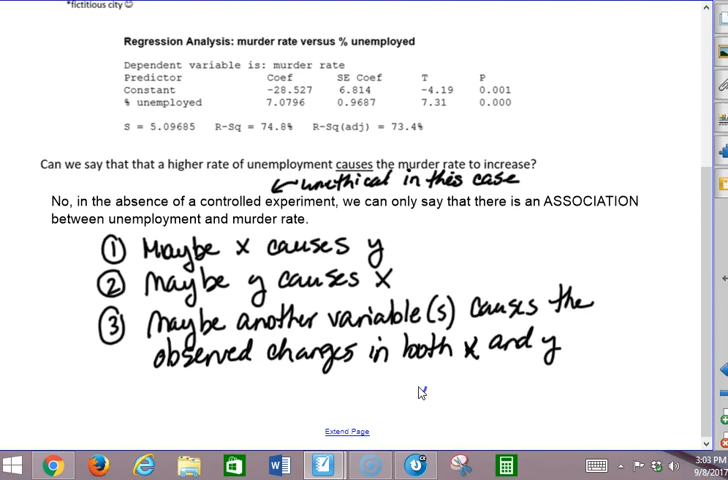 *fictitious city
Regression Analysis: murder rate versus % unemployed
Dependent variable is: murder rate
Predictor Coef SE Coef T P
Constant -28.527 6.814 -4.19 0.001
% unemployed 7.0796 0.9687 7.31 0.000
S = 5.09685 R-Sq = 74.8% R-Sq(adj) = 73.4%
Can we say that that a higher rate of unemployment causes the murder rate to increase?
unethical in this case
No, in the absence of a controlled experiment, we can only say that there is an ASSOCIATION
between unemployment and murder rate.
① Maybe x causes y
② Maybe y causes x
③ Maybe another variable(s) causes the
observed changes in both x and y
Extend Page
3:03 PM
9/8/2017